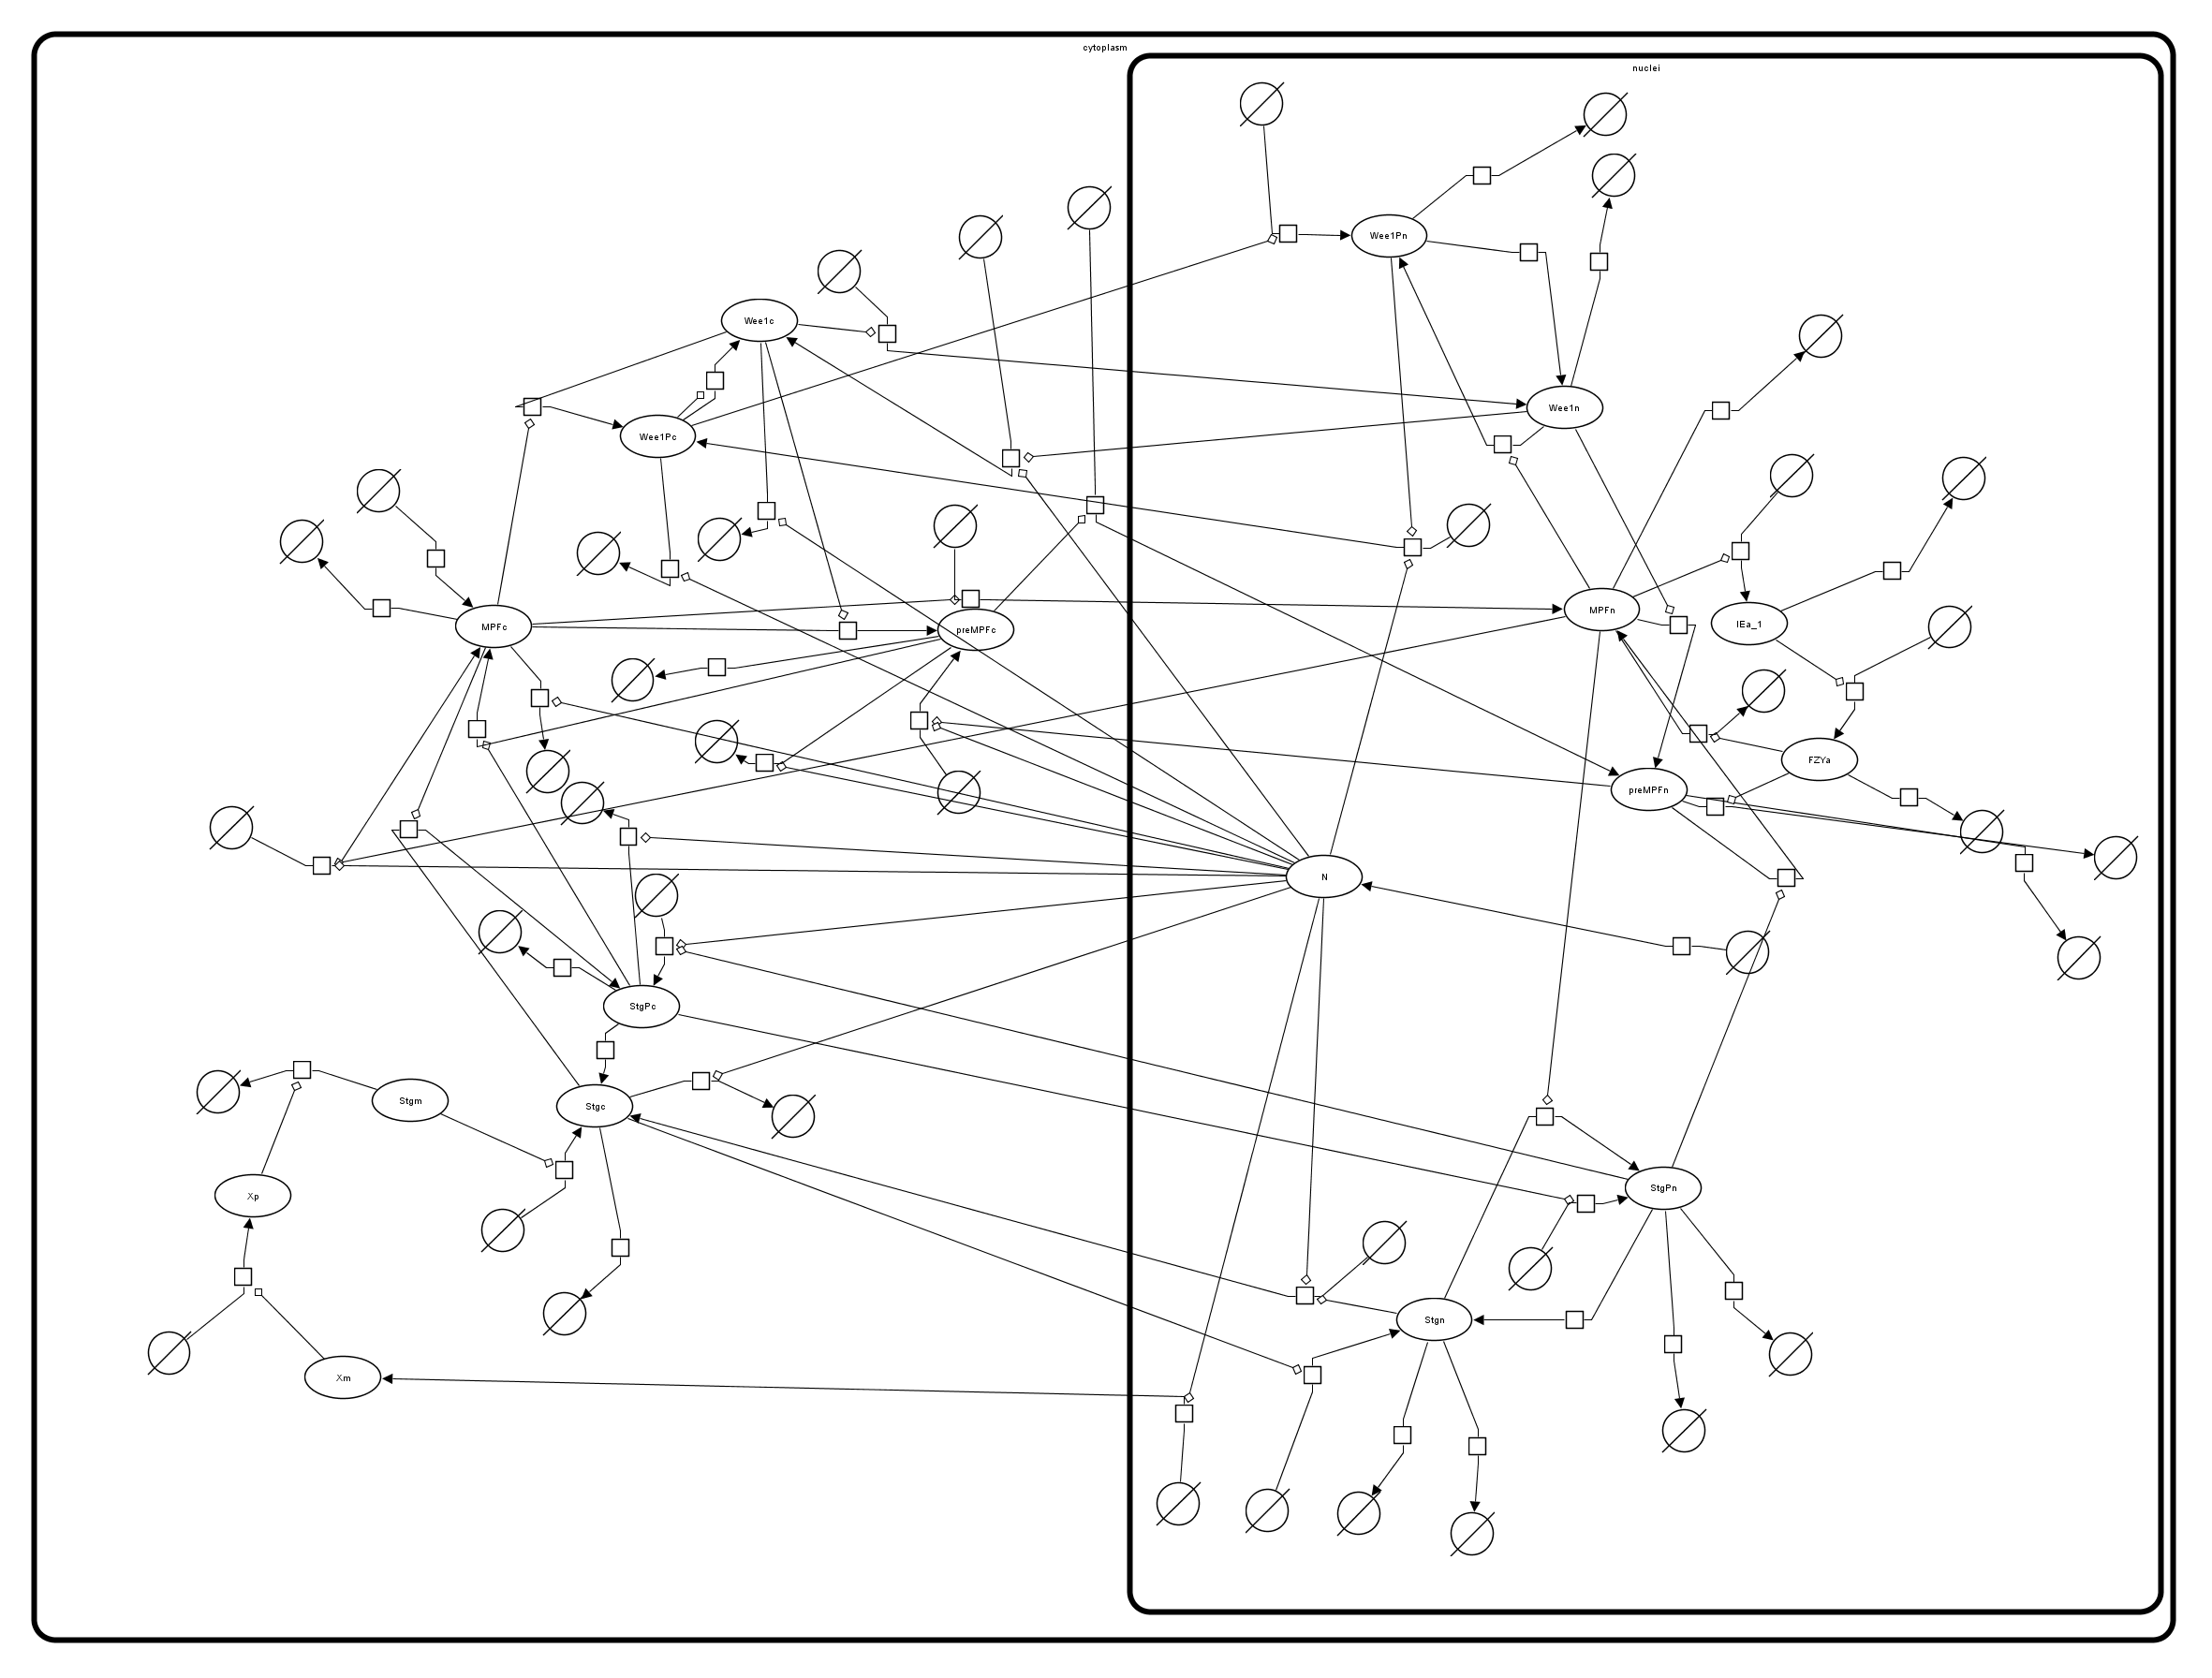 cytoplasm
nuclei
Wee1Pn
Wee1c
Wee1n
Wee1Pc
MPFc
preMPFc
MPFn
IEa_1
FZYa
preMPFn
N
StgPc
Stgm
Stgc
Xp
StgPn
Stgn
Xm